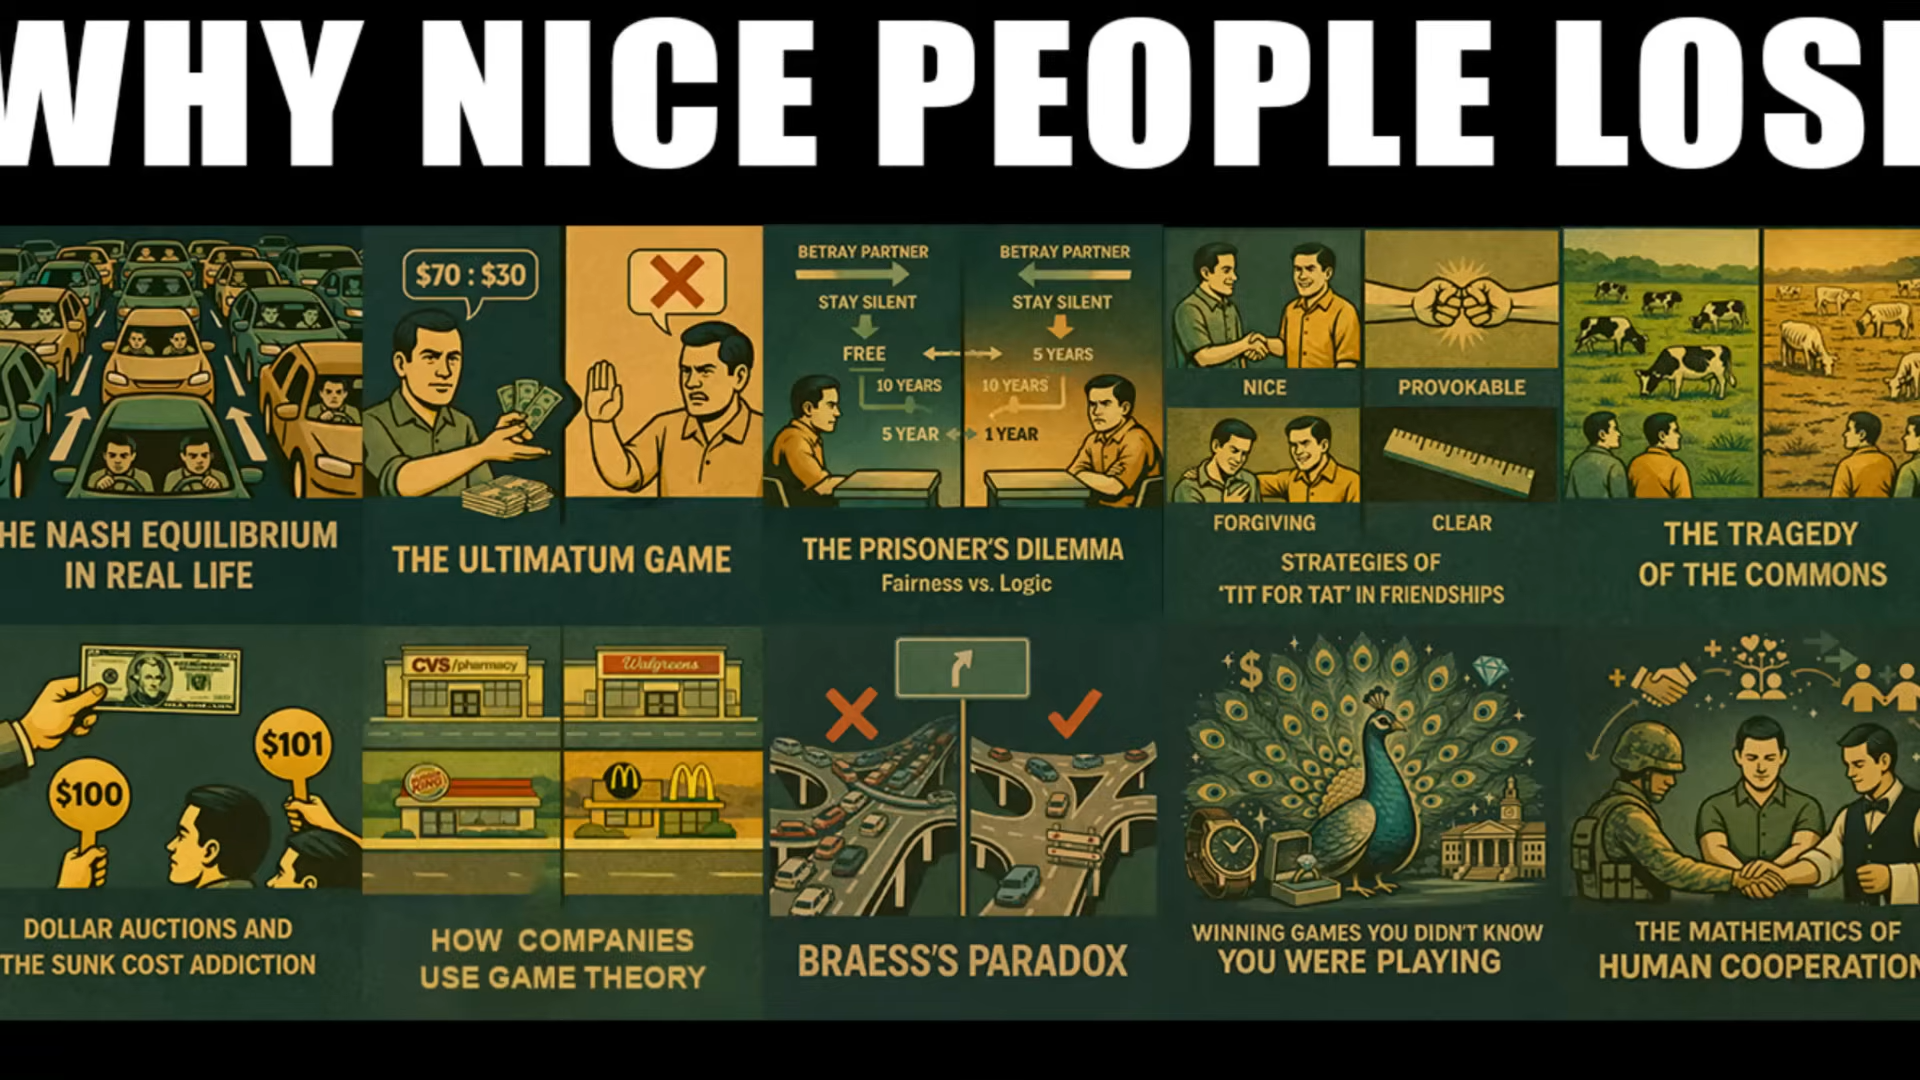 WHY NICE PEOPLE LOSE
HE NASH EQUILIBRIUM
IN REAL LIFE
$70 : $30
THE ULTIMATUM GAME
BETRAY PARTNER
STAY SILENT
FREE
10 YEARS
5 YEAR
BETRAY PARTNER
STAY SILENT
5 YEARS
10 YEARS
1 YEAR
THE PRISONER'S DILEMMA
Fairness vs. Logic
NICE
PROVOKABLE
FORGIVING
CLEAR
STRATEGIES OF
'TIT FOR TAT' IN FRIENDSHIPS
THE TRAGEDY
OF THE COMMONS
$100
$101
DOLLAR AUCTIONS AND
THE SUNK COST ADDICTION
CVS/pharmacy
Walgreens
BURGER
KING
HOW COMPANIES
USE GAME THEORY
BRAESS'S PARADOX
$
WINNING GAMES YOU DIDN'T KNOW
YOU WERE PLAYING
THE MATHEMATICS OF
HUMAN COOPERATION